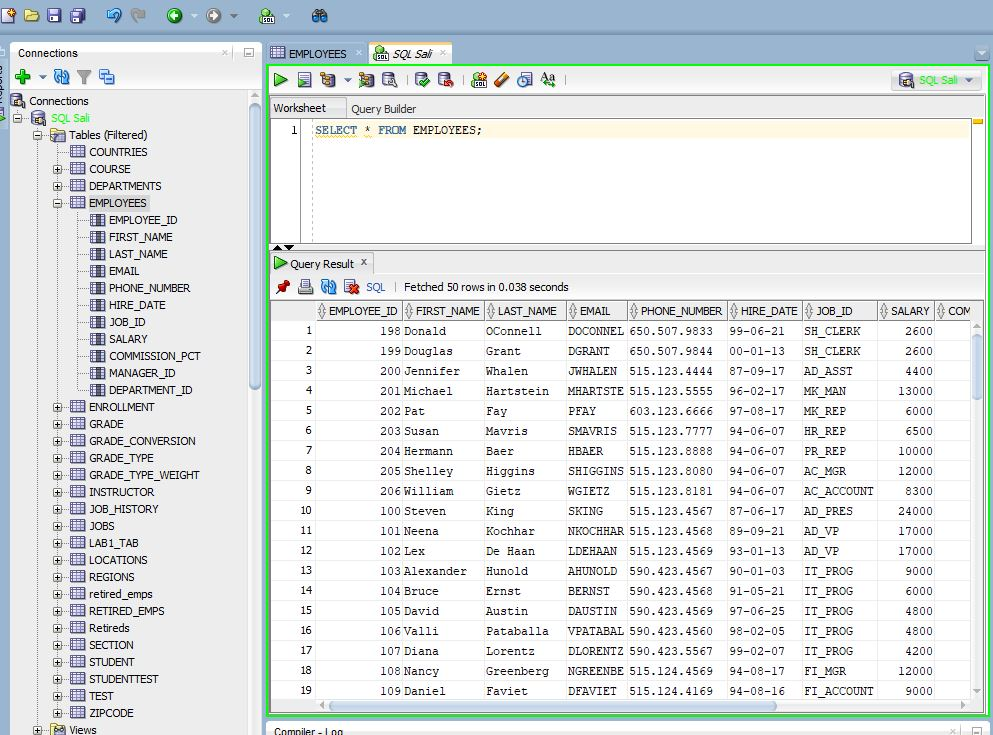 Connections
Connections
SQL Sali
Tables (Filtered)
COUNTRIES
COURSE
DEPARTMENTS
EMPLOYEES
EMPLOYEE_ID
FIRST_NAME
LAST_NAME
EMAIL
PHONE_NUMBER
HIRE_DATE
JOB_ID
SALARY
COMMISSION_PCT
MANAGER_ID
DEPARTMENT_ID
ENROLLMENT
GRADE
GRADE_CONVERSION
GRADE_TYPE
GRADE_TYPE_WEIGHT
INSTRUCTOR
JOB_HISTORY
JOBS
LAB1_TAB
LOCATIONS
REGIONS
retired_emps
RETIRED_EMPS
Retireds
SECTION
STUDENT
STUDENTTEST
TEST
ZIPCODE
Views
EMPLOYEES SQL Sali
SQL Sali
Worksheet Query Builder
1 SELECT * FROM EMPLOYEES;
Query Result
SQL | Fetched 50 rows in 0.038 seconds
EMPLOYEE_ID FIRST_NAME LAST_NAME EMAIL PHONE_NUMBER HIRE_DATE JOB_ID SALARY COM
1 198 Donald OConnell DOCONNEL 650.507.9833 99-06-21 SH_CLERK 2600
2 199 Douglas Grant DGRANT 650.507.9844 00-01-13 SH_CLERK 2600
3 200 Jennifer Whalen JWHALEN 515.123.4444 87-09-17 AD_ASST 4400
4 201 Michael Hartstein MHARTSTE 515.123.5555 96-02-17 MK_MAN 13000
5 202 Pat Fay PFAY 603.123.6666 97-08-17 MK_REP 6000
6 203 Susan Mavris SMAVRIS 515.123.7777 94-06-07 HR_REP 6500
7 204 Hermann Baer HBAER 515.123.8888 94-06-07 PR_REP 10000
8 205 Shelley Higgins SHIGGINS 515.123.8080 94-06-07 AC_MGR 12000
9 206 William Gietz WGIETZ 515.123.8181 94-06-07 AC_ACCOUNT 8300
10 100 Steven King SKING 515.123.4567 87-06-17 AD_PRES 24000
11 101 Neena Kochhar NKOCHHAR 515.123.4568 89-09-21 AD_VP 17000
12 102 Lex De Haan LDEHAAN 515.123.4569 93-01-13 AD_VP 17000
13 103 Alexander Hunold AHUNOLD 590.423.4567 90-01-03 IT_PROG 9000
14 104 Bruce Ernst BERNST 590.423.4568 91-05-21 IT_PROG 6000
15 105 David Austin DAUSTIN 590.423.4569 97-06-25 IT_PROG 4800
16 106 Valli Pataballa VPATABAL 590.423.4560 98-02-05 IT_PROG 4800
17 107 Diana Lorentz DLORENTZ 590.423.5567 99-02-07 IT_PROG 4200
18 108 Nancy Greenberg NGREENBE 515.124.4569 94-08-17 FI_MGR 12000
19 109 Daniel Faviet DFAVIET 515.124.4169 94-08-16 FI_ACCOUNT 9000
Compiler - Log